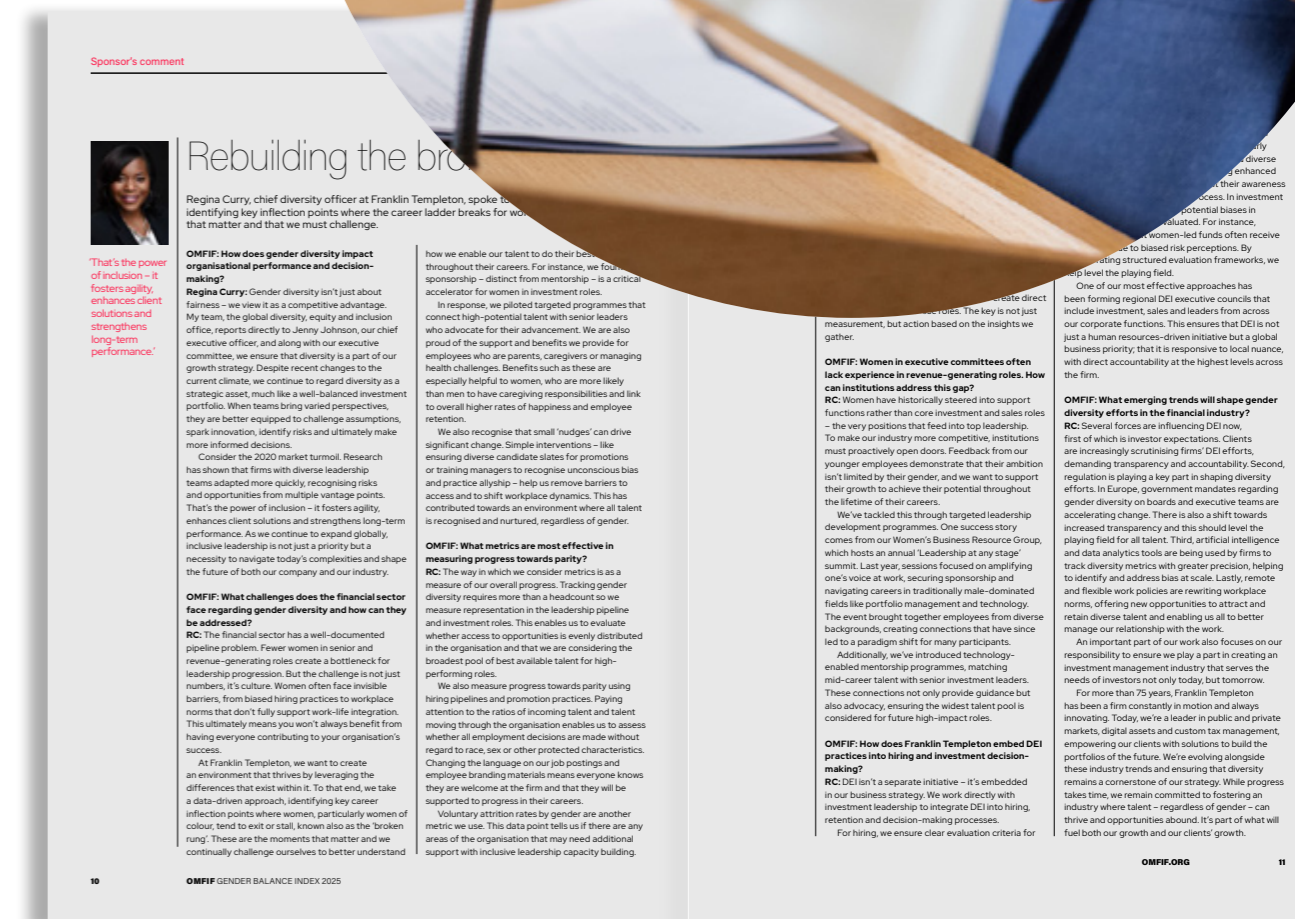 Sponsor's comment
Rebuilding the
Regina Curry, chief diversity officer at Franklin Templeton, spoke
identifying key inflection points where the career ladder breaks for
that matter and that we must challenge.
'That's the power
of inclusion – it
fosters agility,
enhances client
solutions and
strengthens
long-term
performance.'
OMFIF: How does gender diversity impact
organisational performance and decision-
making?
Regina Curry: Gender diversity isn't just about
fairness – we view it as a competitive advantage.
My team, the global diversity, equity and inclusion
office, reports directly to Jenny Johnson, our chief
executive officer, and along with our executive
committee, we ensure that diversity is a part of our
growth strategy. Despite recent changes to the
current climate, we continue to regard diversity as a
strategic asset, much like a well-balanced investment
portfolio. When teams bring varied perspectives,
they are better equipped to challenge assumptions,
spark innovation, identify risks and ultimately make
more informed decisions.
Consider the 2020 market turmoil. Research
has shown that firms with diverse leadership
teams adapted more quickly, recognising risks
and opportunities from multiple vantage points.
That's the power of inclusion – it fosters agility,
enhances client solutions and strengthens long-term
performance. As we continue to expand globally,
inclusive leadership is not just a priority but a
necessity to navigate today's complexities and shape
the future of both our company and our industry.
OMFIF: What challenges does the financial sector
face regarding gender diversity and how can they
be addressed?
RC: The financial sector has a well-documented
pipeline problem. Fewer women in senior and
revenue-generating roles create a bottleneck for
leadership progression. But the challenge is not just
numbers, it's culture. Women often face invisible
barriers, from biased hiring practices to workplace
norms that don't fully support work-life integration.
This ultimately means you won't always benefit from
having everyone contributing to your organisation's
success.
At Franklin Templeton, we want to create
an environment that thrives by leveraging the
differences that exist within it. To that end, we take
a data-driven approach, identifying key career
inflection points where women, particularly women of
colour, tend to exit or stall, known also as the 'broken
rung'. These are the moments that matter and we
continually challenge ourselves to better understand
how we enable our talent to do their best
throughout their careers. For instance, we
sponsorship – distinct from mentorship – is a critical
accelerator for women in investment roles.
In response, we piloted targeted programmes that
connect high-potential talent with senior leaders
who advocate for their advancement. We are also
proud of the support and benefits we provide for
employees who are parents, caregivers or managing
health challenges. Benefits such as these are
especially helpful to women, who are more likely
than men to have caregiving responsibilities and link
to overall higher rates of happiness and employee
retention.
We also recognise that small 'nudges' can drive
significant change. Simple interventions – like
ensuring diverse candidate slates for promotions
or training managers to recognise unconscious bias
and practice allyship – help us remove barriers to
access and to shift workplace dynamics. This has
contributed towards an environment where all talent
is recognised and nurtured, regardless of gender.
OMFIF: What metrics are most effective in
measuring progress towards parity?
RC: The way in which we consider metrics is as a
measure of our overall progress. Tracking gender
diversity requires more than a headcount so we
measure representation in the leadership pipeline
and investment roles. This enables us to evaluate
whether access to opportunities is evenly distributed
in the organisation and that we are considering the
broadest pool of best available talent for high-
performing roles.
We also measure progress towards parity using
hiring pipelines and promotion practices. Paying
attention to the ratios of incoming talent and talent
moving through the organisation enables us to assess
whether all employment decisions are made without
regard to race, sex or other protected characteristics.
Changing the language on our job postings and
employee branding materials means everyone knows
they are welcome at the firm and that they will be
supported to progress in their careers.
Voluntary attrition rates by gender are another
metric we use. This data point tells us if there are any
areas of the organisation that may need additional
support with inclusive leadership capacity building.
10
OMFIF GENDER BALANCE INDEX 2025
create direct
roles. The key is not just
measurement, but action based on the insights we
gather.
OMFIF: Women in executive committees often
lack experience in revenue-generating roles. How
can institutions address this gap?
RC: Women have historically steered into support
functions rather than core investment and sales roles
– the very positions that feed into top leadership.
To make our industry more competitive, institutions
must proactively open doors. Feedback from our
younger employees demonstrate that their ambition
isn't limited by their gender, and we want to support
their growth to achieve their potential throughout
the lifetime of their careers.
We've tackled this through targeted leadership
development programmes. One success story
comes from our Women's Business Resource Group,
which hosts an annual 'Leadership at any stage'
summit. Last year, sessions focused on amplifying
one's voice at work, securing sponsorship and
navigating careers in traditionally male-dominated
fields like portfolio management and technology.
The event brought together employees from diverse
backgrounds, creating connections that have since
led to a paradigm shift for many participants.
Additionally, we've introduced technology-
enabled mentorship programmes, matching
mid-career talent with senior investment leaders.
These connections not only provide guidance but
also advocacy, ensuring the widest talent pool is
considered for future high-impact roles.
OMFIF: How does Franklin Templeton embed DEI
practices into hiring and investment decision-
making?
RC: DEI isn't a separate initiative – it's embedded
in our business strategy. We work directly with
investment leadership to integrate DEI into hiring,
retention and decision-making processes.
For hiring, we ensure clear evaluation criteria for
diverse
enhanced
their awareness
In investment
potential biases in
For instance,
women-led funds often receive
to biased risk perceptions. By
structured evaluation frameworks, we
help level the playing field.
One of our most effective approaches has
been forming regional DEI executive councils that
include investment, sales and leaders from across
our corporate functions. This ensures that DEI is not
just a human resources-driven initiative but a global
business priority; that it is responsive to local nuance,
with direct accountability at the highest levels across
the firm.
OMFIF: What emerging trends will shape gender
diversity efforts in the financial industry?
RC: Several forces are influencing DEI now,
first of which is investor expectations. Clients
are increasingly scrutinising firms' DEI efforts,
demanding transparency and accountability. Second,
regulation is playing a key part in shaping diversity
efforts. In Europe, government mandates regarding
gender diversity on boards and executive teams are
accelerating change. There is also a shift towards
increased transparency and this should level the
playing field for all talent. Third, artificial intelligence
and data analytics tools are being used by firms to
track diversity metrics with greater precision, helping
to identify and address bias at scale. Lastly, remote
and flexible work policies are rewriting workplace
norms, offering new opportunities to attract and
retain diverse talent and enabling us all to better
manage our relationship with the work.
An important part of our work also focuses on our
responsibility to ensure we play a part in creating an
investment management industry that serves the
needs of investors not only today, but tomorrow.
For more than 75 years, Franklin Templeton
has been a firm constantly in motion and always
innovating. Today, we're a leader in public and private
markets, digital assets and custom tax management,
empowering our clients with solutions to build the
portfolios of the future. We're evolving alongside
these industry trends and ensuring that diversity
remains a cornerstone of our strategy. While progress
takes time, we remain committed to fostering an
industry where talent – regardless of gender – can
thrive and opportunities abound. It's what will
fuel both our growth and our clients' growth.
OMFIF.ORG
11